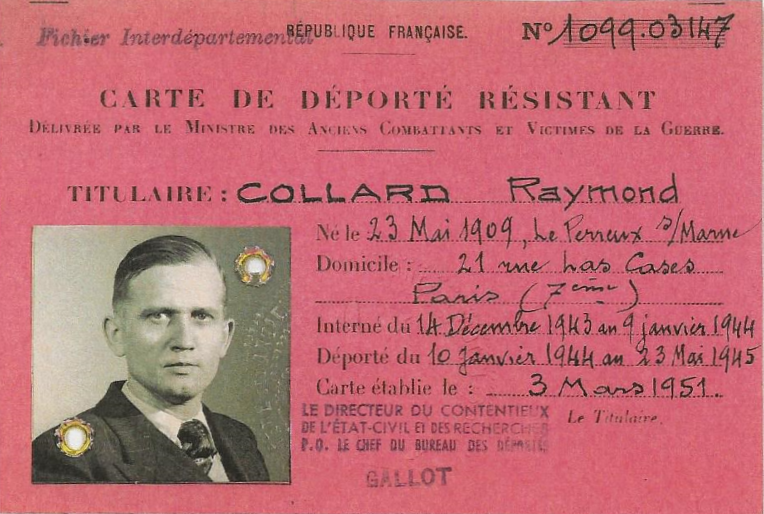 Fichier Interdépartemental
RÉPUBLIQUE FRANÇAISE.
N° 1099.03147
CARTE DE DÉPORTÉ RÉSISTANT
DÉLIVRÉE PAR LE MINISTRE DES ANCIENS COMBATTANTS ET VICTIMES DE LA GUERRE.
TITULAIRE : COLLARD Raymond
Né le 23 Mai 1909, Le Perreux s/Marne
Domicile : 21 rue Las Cases
Paris (7ème)
Interné du 14 Décembre 1943 au 9 janvier 1944
Déporté du 10 Janvier 1944 au 23 Mai 1945
Carte établie le : 3 Mars 1951.
LE DIRECTEUR DU CONTENTIEUX
DE L'ÉTAT-CIVIL ET DES RECHERCHES
P.O. LE CHEF DU BUREAU DES DÉPORTÉS
Le Titulaire.
GALLOT